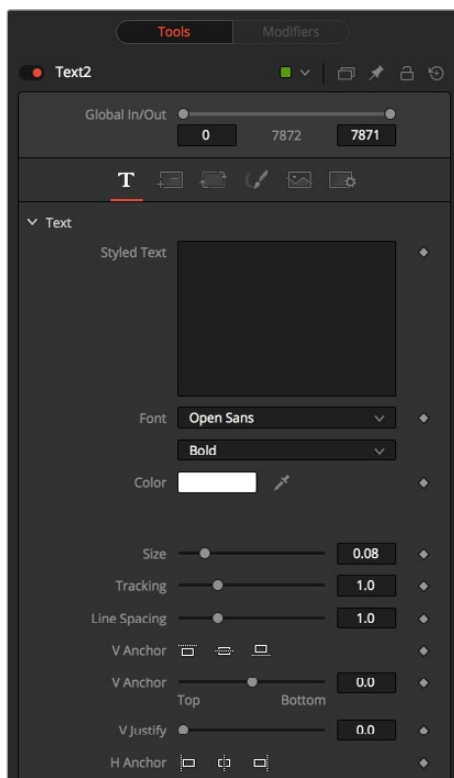 Tools Modifiers
Text2
Global In/Out
0 7872 7871
T
Text
Styled Text
Font Open Sans
Bold
Color
Size 0.08
Tracking 1.0
Line Spacing 1.0
V Anchor
V Anchor 0.0
Top Bottom
V Justify 0.0
H Anchor